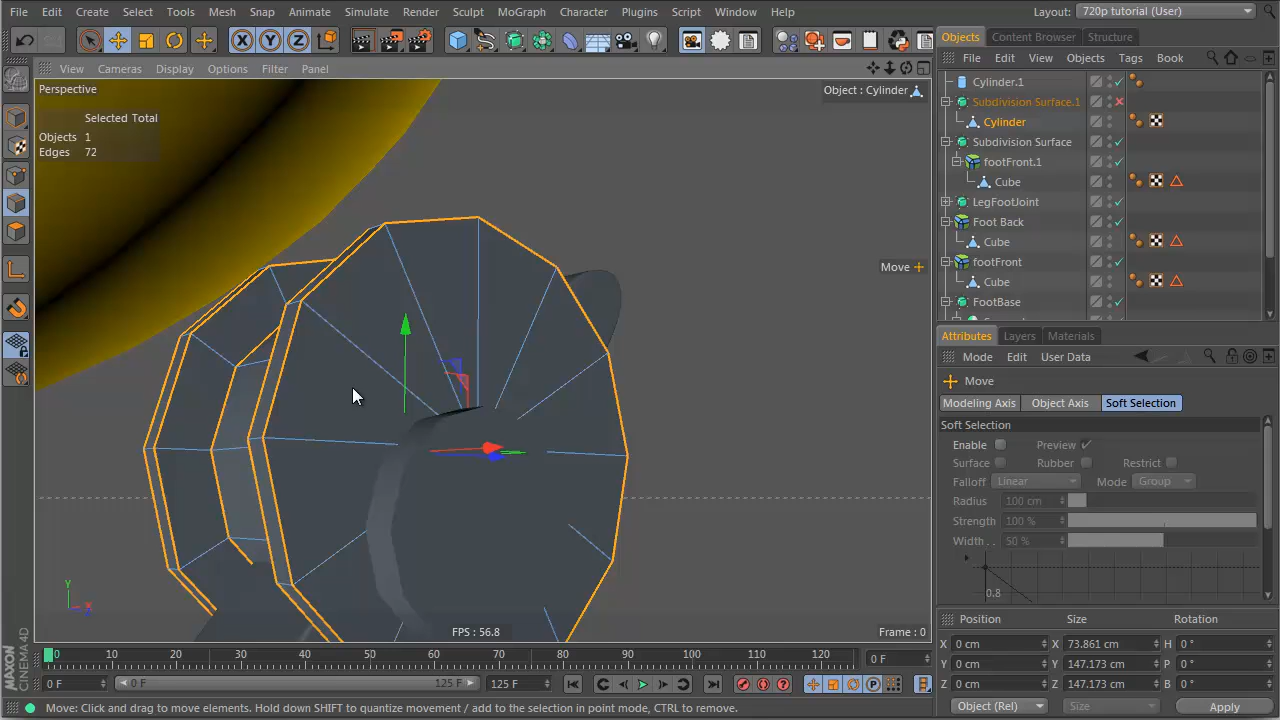 File Edit Create Select Tools Mesh Snap Animate Simulate Render Sculpt MoGraph Character Plugins Script Window Help
Layout: 720p tutorial (User)
X Y Z
Objects Content Browser Structure
View Cameras Display Options Filter Panel
File Edit View Objects Tags Book
Perspective
Object : Cylinder
Selected Total
Objects 1
Edges 72
Cylinder.1
Subdivision Surface.1
Cylinder
Subdivision Surface
footFront.1
Cube
LegFootJoint
Foot Back
Cube
footFront
Cube
FootBase
Move
Attributes Layers Materials
Mode Edit User Data
Move
Modeling Axis Object Axis Soft Selection
Soft Selection
Enable Preview
Surface Rubber Restrict
Falloff Linear Mode Group
Radius 100 cm
Strength 100 %
Width . . 50 %
0.8
Y
X
FPS : 56.8
Frame : 0
Position Size Rotation
X 0 cm X 73.861 cm H 0 °
Y 0 cm Y 147.173 cm P 0 °
Z 0 cm Z 147.173 cm B 0 °
Object (Rel) Size Apply
0 10 20 30 40 50 60 70 80 90 100 110 120
0 F
0 F 0 F 125 F 125 F
P
MAXON
CINEMA4D
Move: Click and drag to move elements. Hold down SHIFT to quantize movement / add to the selection in point mode, CTRL to remove.